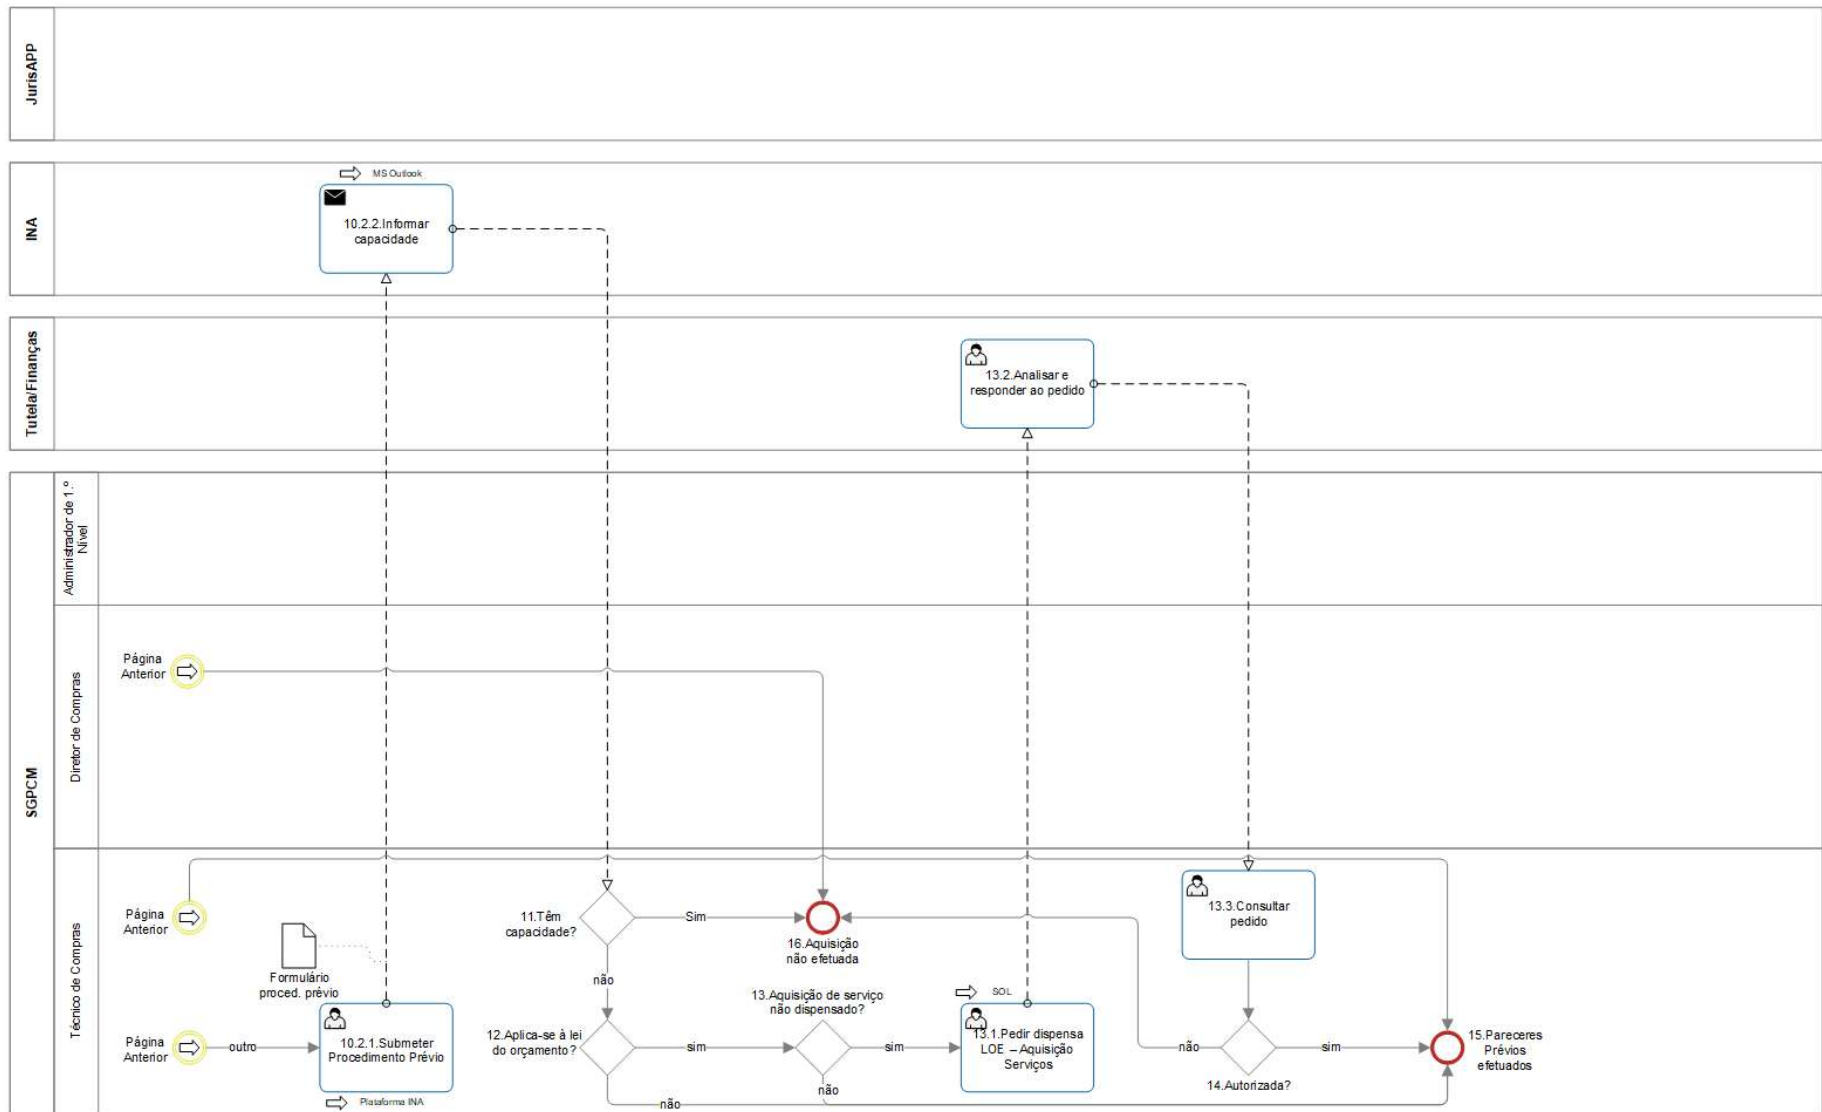 JurisAPP
INA
MS Outlook
10.2.2.Informar
capacidade
Tutela/Finanças
13.2.Analisar e
responder ao pedido
SGPCM
Administrador de 1.º
Nível
Diretor de Compras
Página
Anterior
Técnico de Compras
Página
Anterior
Formulário
proced. prévio
11.Têm
capacidade?
Sim
16.Aquisição
não efetuada
13.3.Consultar
pedido
não
Página
Anterior
outro
10.2.1.Submeter
Procedimento Prévio
Plataforma INA
12.Aplica-se à lei
do orçamento?
sim
não
13.Aquisição de serviço
não dispensado?
sim
não
SOL
13.1.Pedir dispensa
LOE – Aquisição
Serviços
não
14.Autorizada?
sim
15.Pareceres
Prévios
efetuados